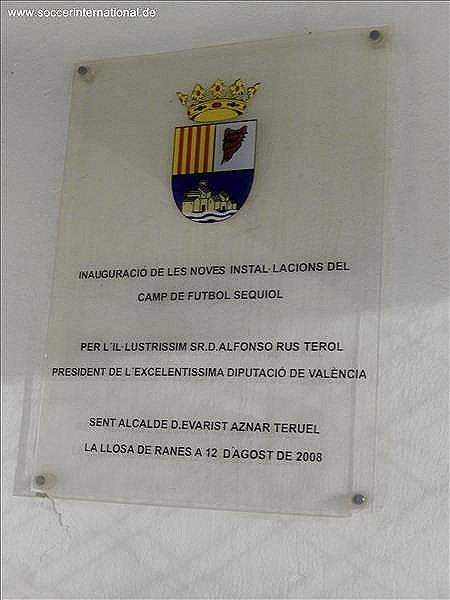 www.soccerinternational.de
INAUGURACIÓ DE LES NOVES INSTAL·LACIONS DEL
CAMP DE FUTBOL SEQUIOL
PER L´IL·LUSTRISSIM SR.D.ALFONSO RUS TEROL
PRESIDENT DE L´EXCELENTISSIMA DIPUTACIÓ DE VALÈNCIA
SENT ALCALDE D.EVARIST AZNAR TERUEL
LA LLOSA DE RANES A 12 D´AGOST DE 2008